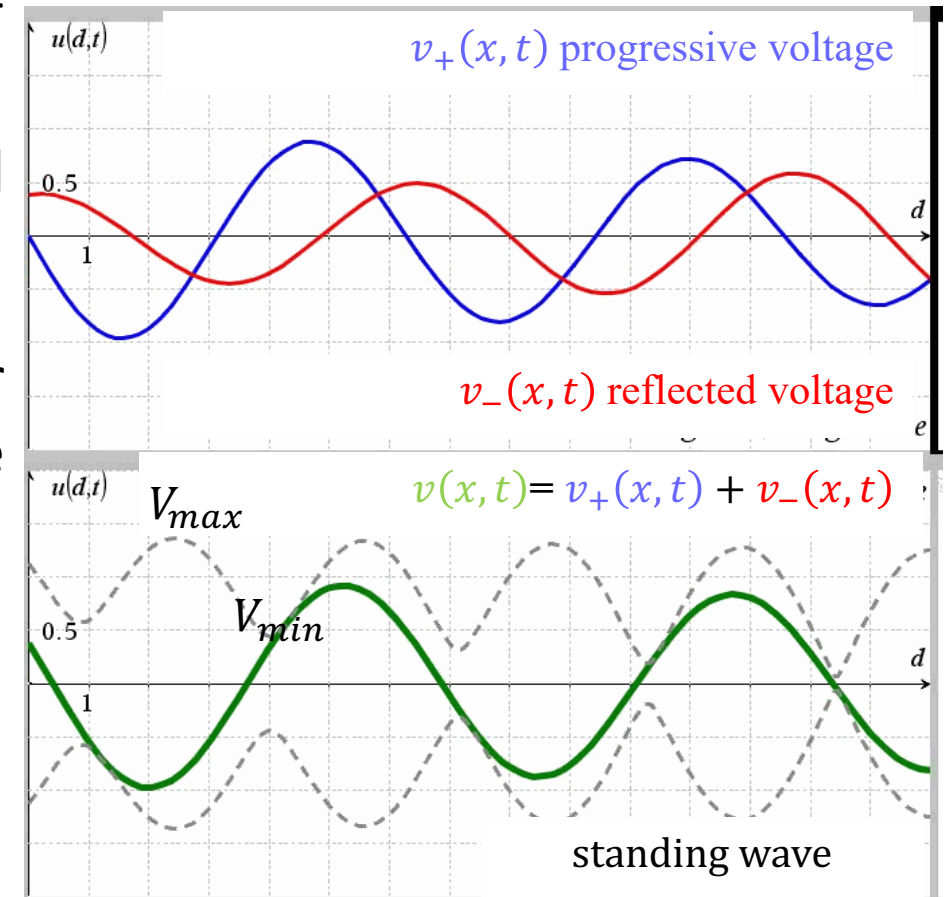 u(d,t)
v₊(x, t) progressive voltage
0.5
d
1
v₋(x, t) reflected voltage
e
u(d,t)
V_max
v(x, t)= v₊(x, t) + v₋(x, t)
V_min
0.5
d
1
standing wave